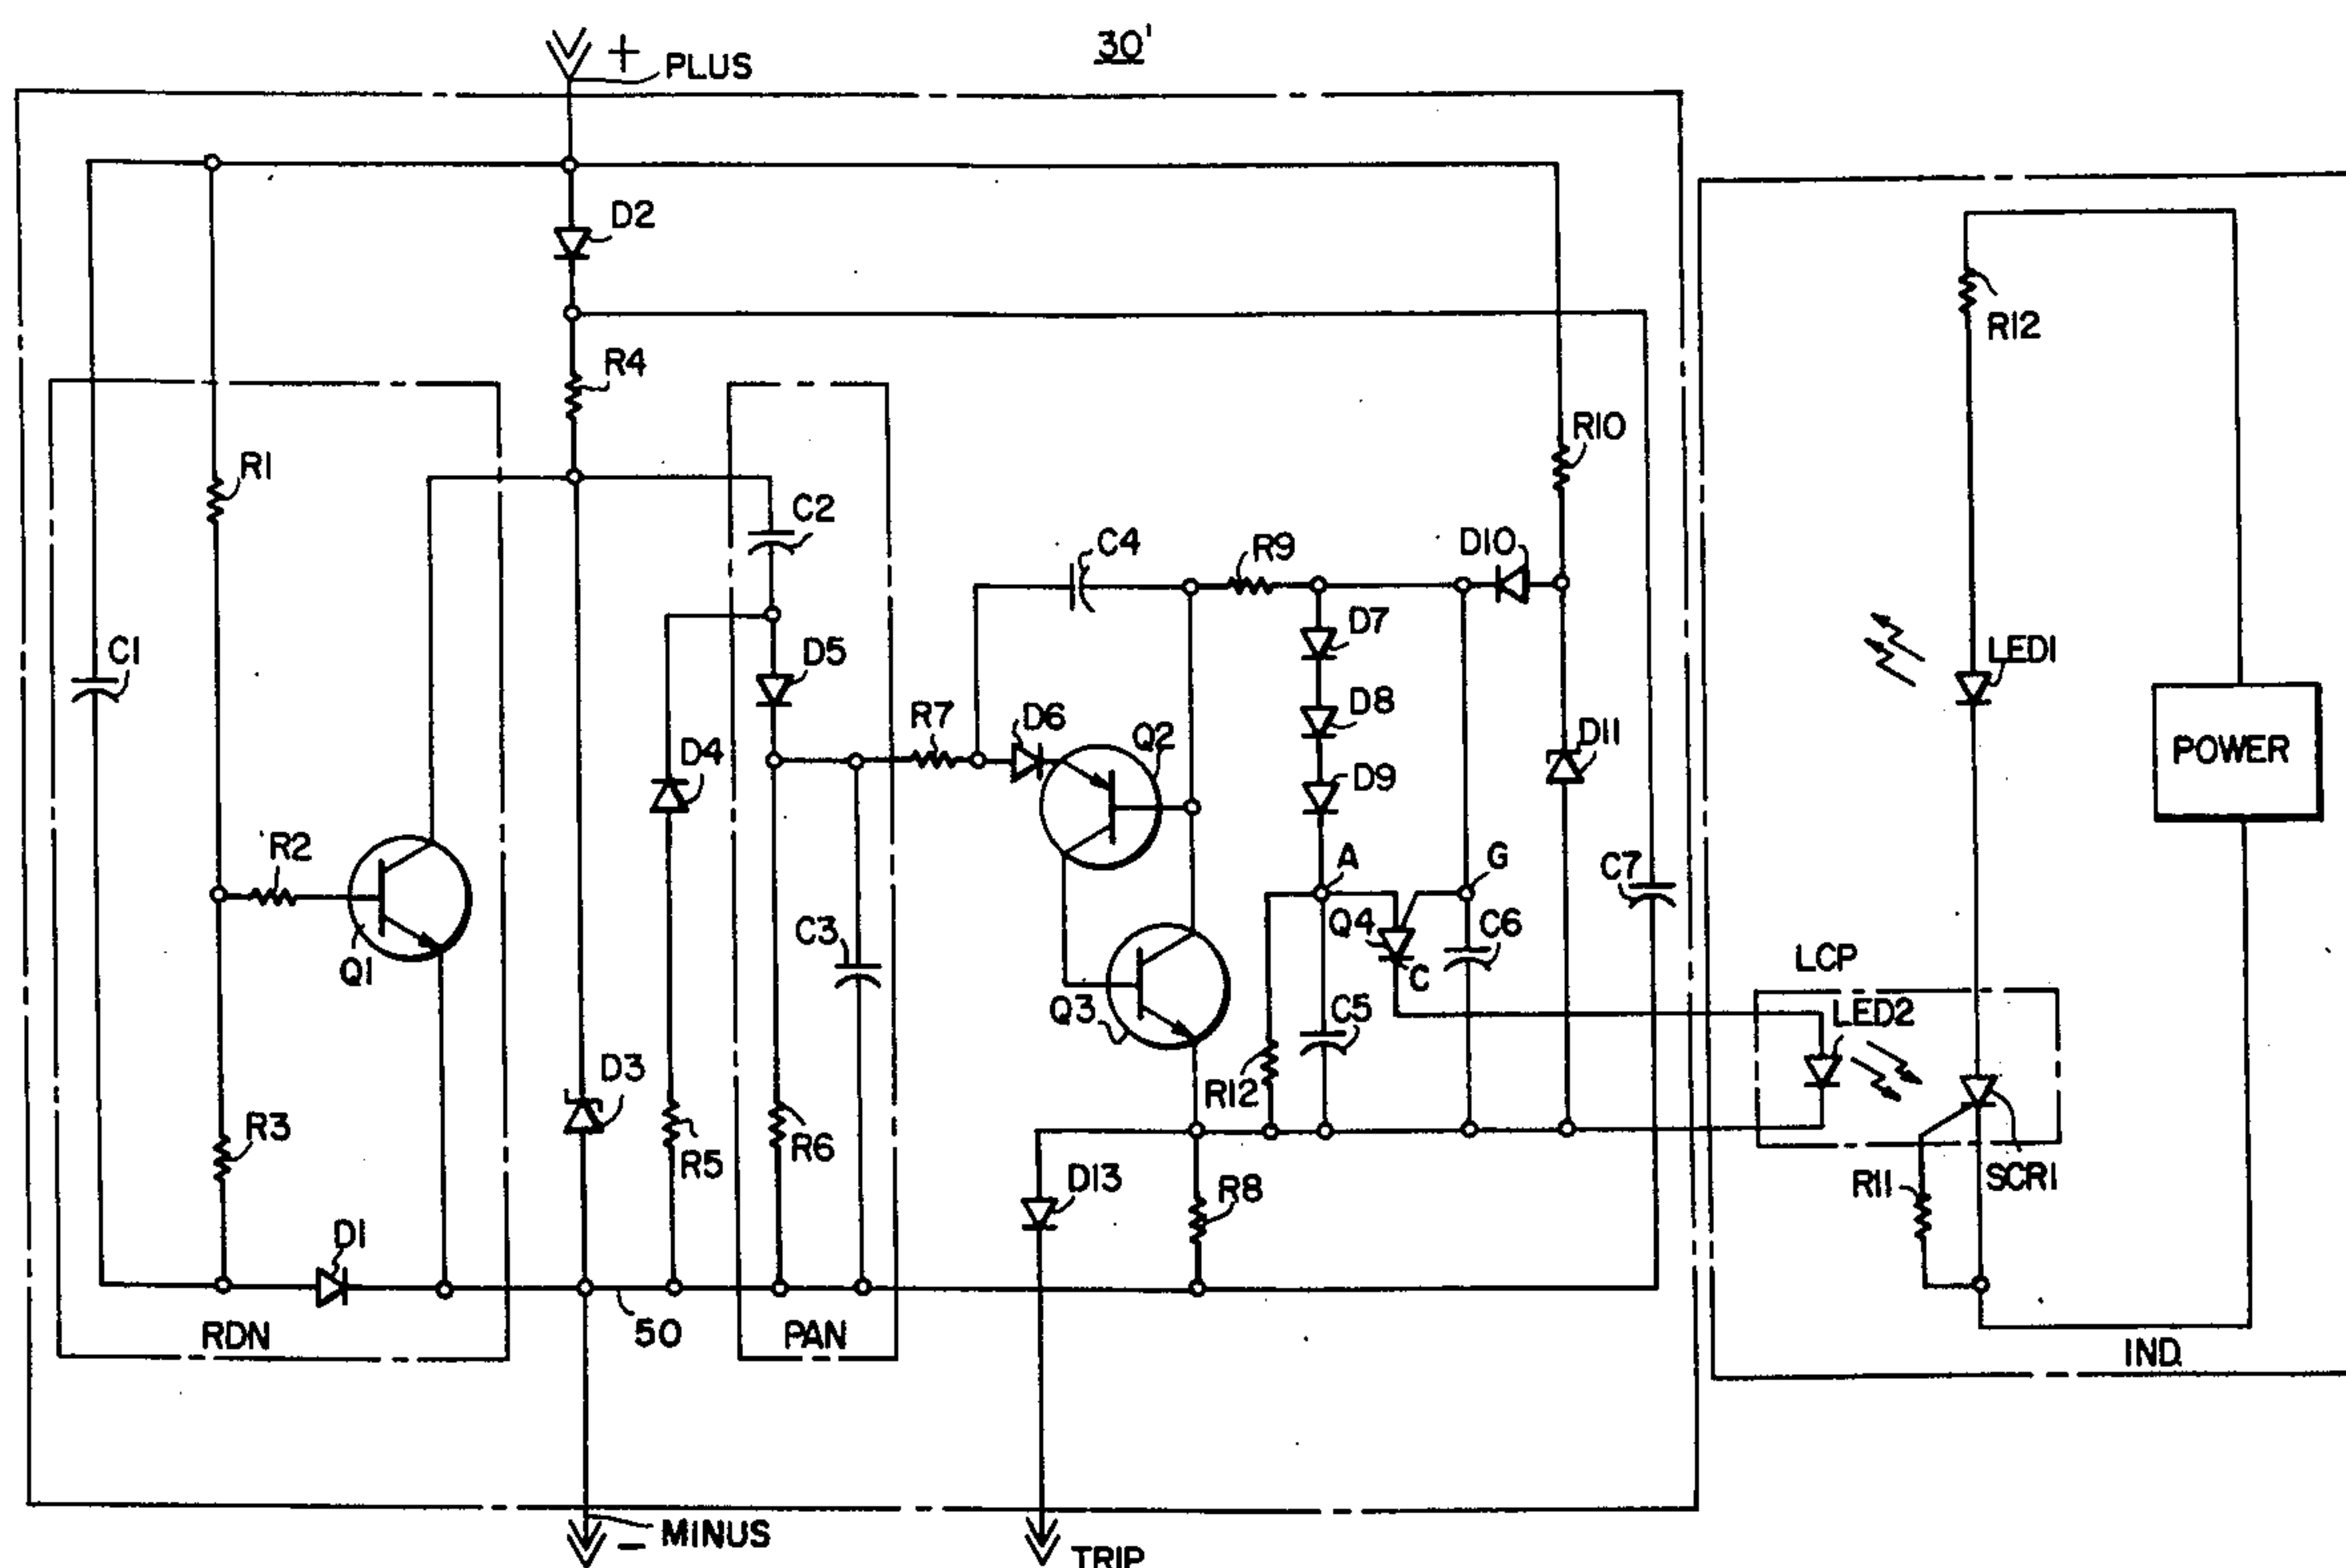 30'
+ PLUS
D2
R12
R4
R10
R1
C2
C4
R9
D10
D7
LED1
C1
D5
D8
R7
D6
Q2
D4
D11
POWER
D9
R2
A
G
C7
C3
Q4
C6
LCP
Q1
C
Q3
C5
LED2
D3
R12
R3
R6
R5
D13
R8
R11
SCR1
D1
RDN
50
PAN
IND.
− MINUS
TRIP